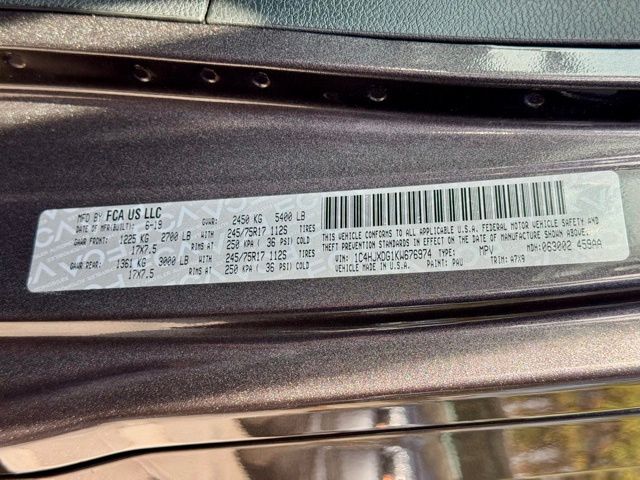 MFD BY FCA US LLC
DATE OF MFR/BUILT: 6-19 GVWR: 2450 KG 5400 LB
GAWR FRONT: 1225 KG 2700 LB WITH 245/75R17 112S TIRES
17X7.5 RIMS AT 250 KPA ( 36 PSI) COLD
GAWR REAR: 1361 KG 3000 LB WITH 245/75R17 112S TIRES
17X7.5 RIMS AT 250 KPA ( 36 PSI) COLD
THIS VEHICLE CONFORMS TO ALL APPLICABLE U.S.A. FEDERAL MOTOR VEHICLE SAFETY AND
THEFT PREVENTION STANDARDS IN EFFECT ON THE DATE OF MANUFACTURE SHOWN ABOVE.
VIN: 1C4HJXDG1KW676974 TYPE: MPV MDH: 063002 459AA
PAINT: PWU TRIM: A7X9